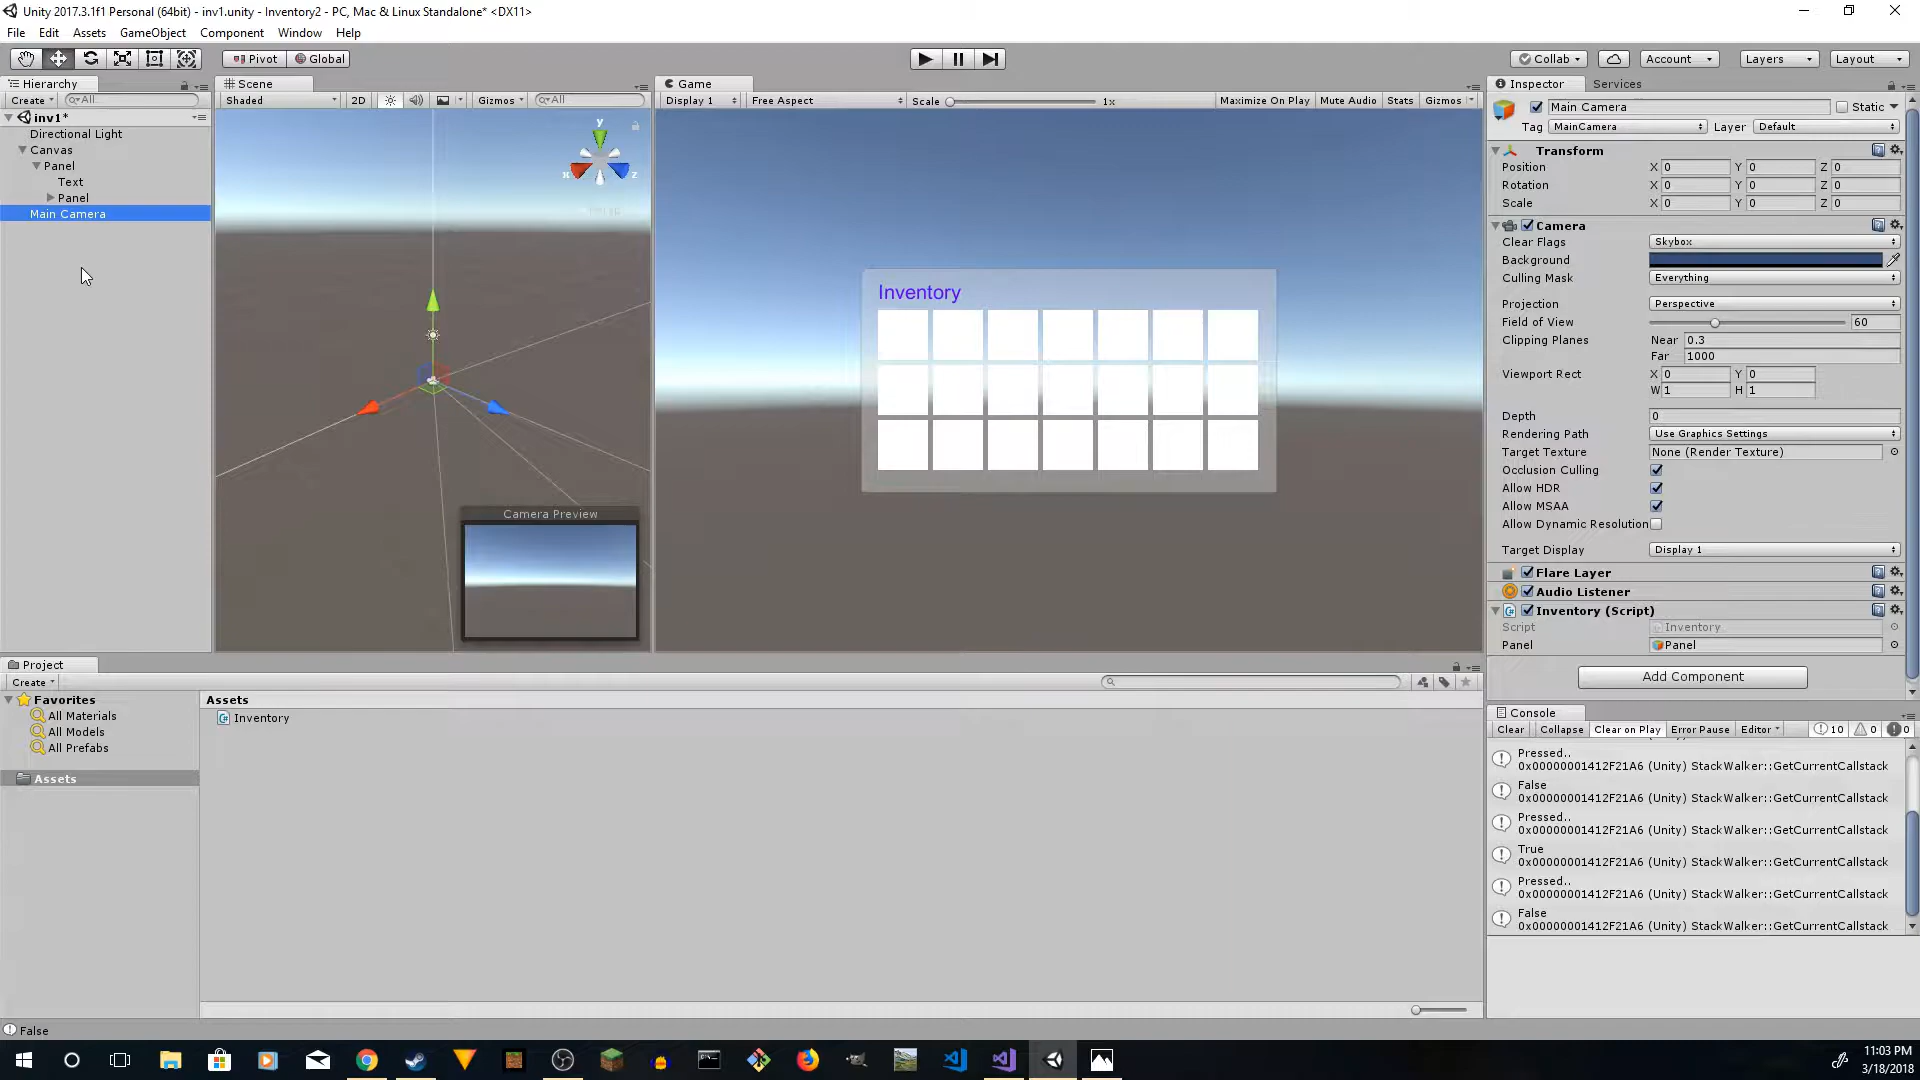 Unity 2017.3.1f1 Personal (64bit) - inv1.unity - Inventory2 - PC, Mac & Linux Standalone* <DX11>
File Edit Assets GameObject Component Window Help
Pivot Global Collab Account Layers Layout
Hierarchy
Create All
inv1*
Directional Light
Canvas
Panel
Text
Panel
Main Camera
Scene
Shaded 2D Gizmos All
y
x z
Camera Preview
Game
Display 1 Free Aspect Scale 1x Maximize On Play Mute Audio Stats Gizmos
Inventory
Inspector Services
Main Camera Static
Tag MainCamera Layer Default
Transform
Position X 0 Y 0 Z 0
Rotation X 0 Y 0 Z 0
Scale X 0 Y 0 Z 0
Camera
Clear Flags Skybox
Background
Culling Mask Everything
Projection Perspective
Field of View 60
Clipping Planes Near 0.3
Far 1000
Viewport Rect X 0 Y 0
W 1 H 1
Depth 0
Rendering Path Use Graphics Settings
Target Texture None (Render Texture)
Occlusion Culling
Allow HDR
Allow MSAA
Allow Dynamic Resolution
Target Display Display 1
Flare Layer
Audio Listener
Inventory (Script)
Script Inventory
Panel Panel
Add Component
Project
Create
Favorites
All Materials
All Models
All Prefabs
Assets
Assets
Inventory
Console
Clear Collapse Clear on Play Error Pause Editor 10 0 0
Pressed..
0x00000001412F21A6 (Unity) StackWalker::GetCurrentCallstack
False
0x00000001412F21A6 (Unity) StackWalker::GetCurrentCallstack
Pressed..
0x00000001412F21A6 (Unity) StackWalker::GetCurrentCallstack
True
0x00000001412F21A6 (Unity) StackWalker::GetCurrentCallstack
Pressed..
0x00000001412F21A6 (Unity) StackWalker::GetCurrentCallstack
False
0x00000001412F21A6 (Unity) StackWalker::GetCurrentCallstack
False
11:03 PM
3/18/2018